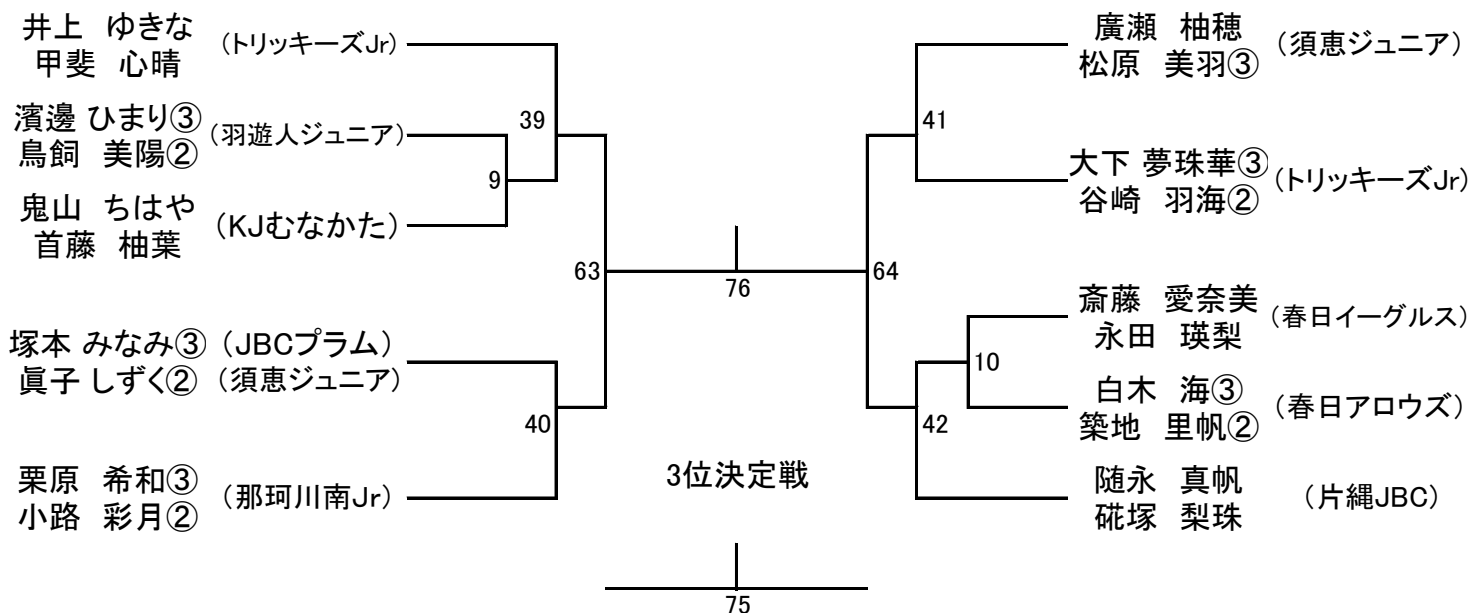 井上 ゆきな
甲斐 心晴
(トリッキーズJr)
濱邊 ひまり③
鳥飼 美陽②
(羽遊人ジュニア)
鬼山 ちはや
首藤 柚葉
(KJむなかた)
塚本 みなみ③ (JBCプラム)
眞子 しずく② (須恵ジュニア)
栗原 希和③
小路 彩月②
(那珂川南Jr)
39
9
63
40
76
3位決定戦
75
64
41
10
42
廣瀬 柚穂
松原 美羽③
(須恵ジュニア)
大下 夢珠華③
谷崎 羽海②
(トリッキーズJr)
斎藤 愛奈美
永田 瑛梨
(春日イーグルス)
白木 海③
築地 里帆②
(春日アロウズ)
随永 真帆
硴塚 梨珠
(片縄JBC)